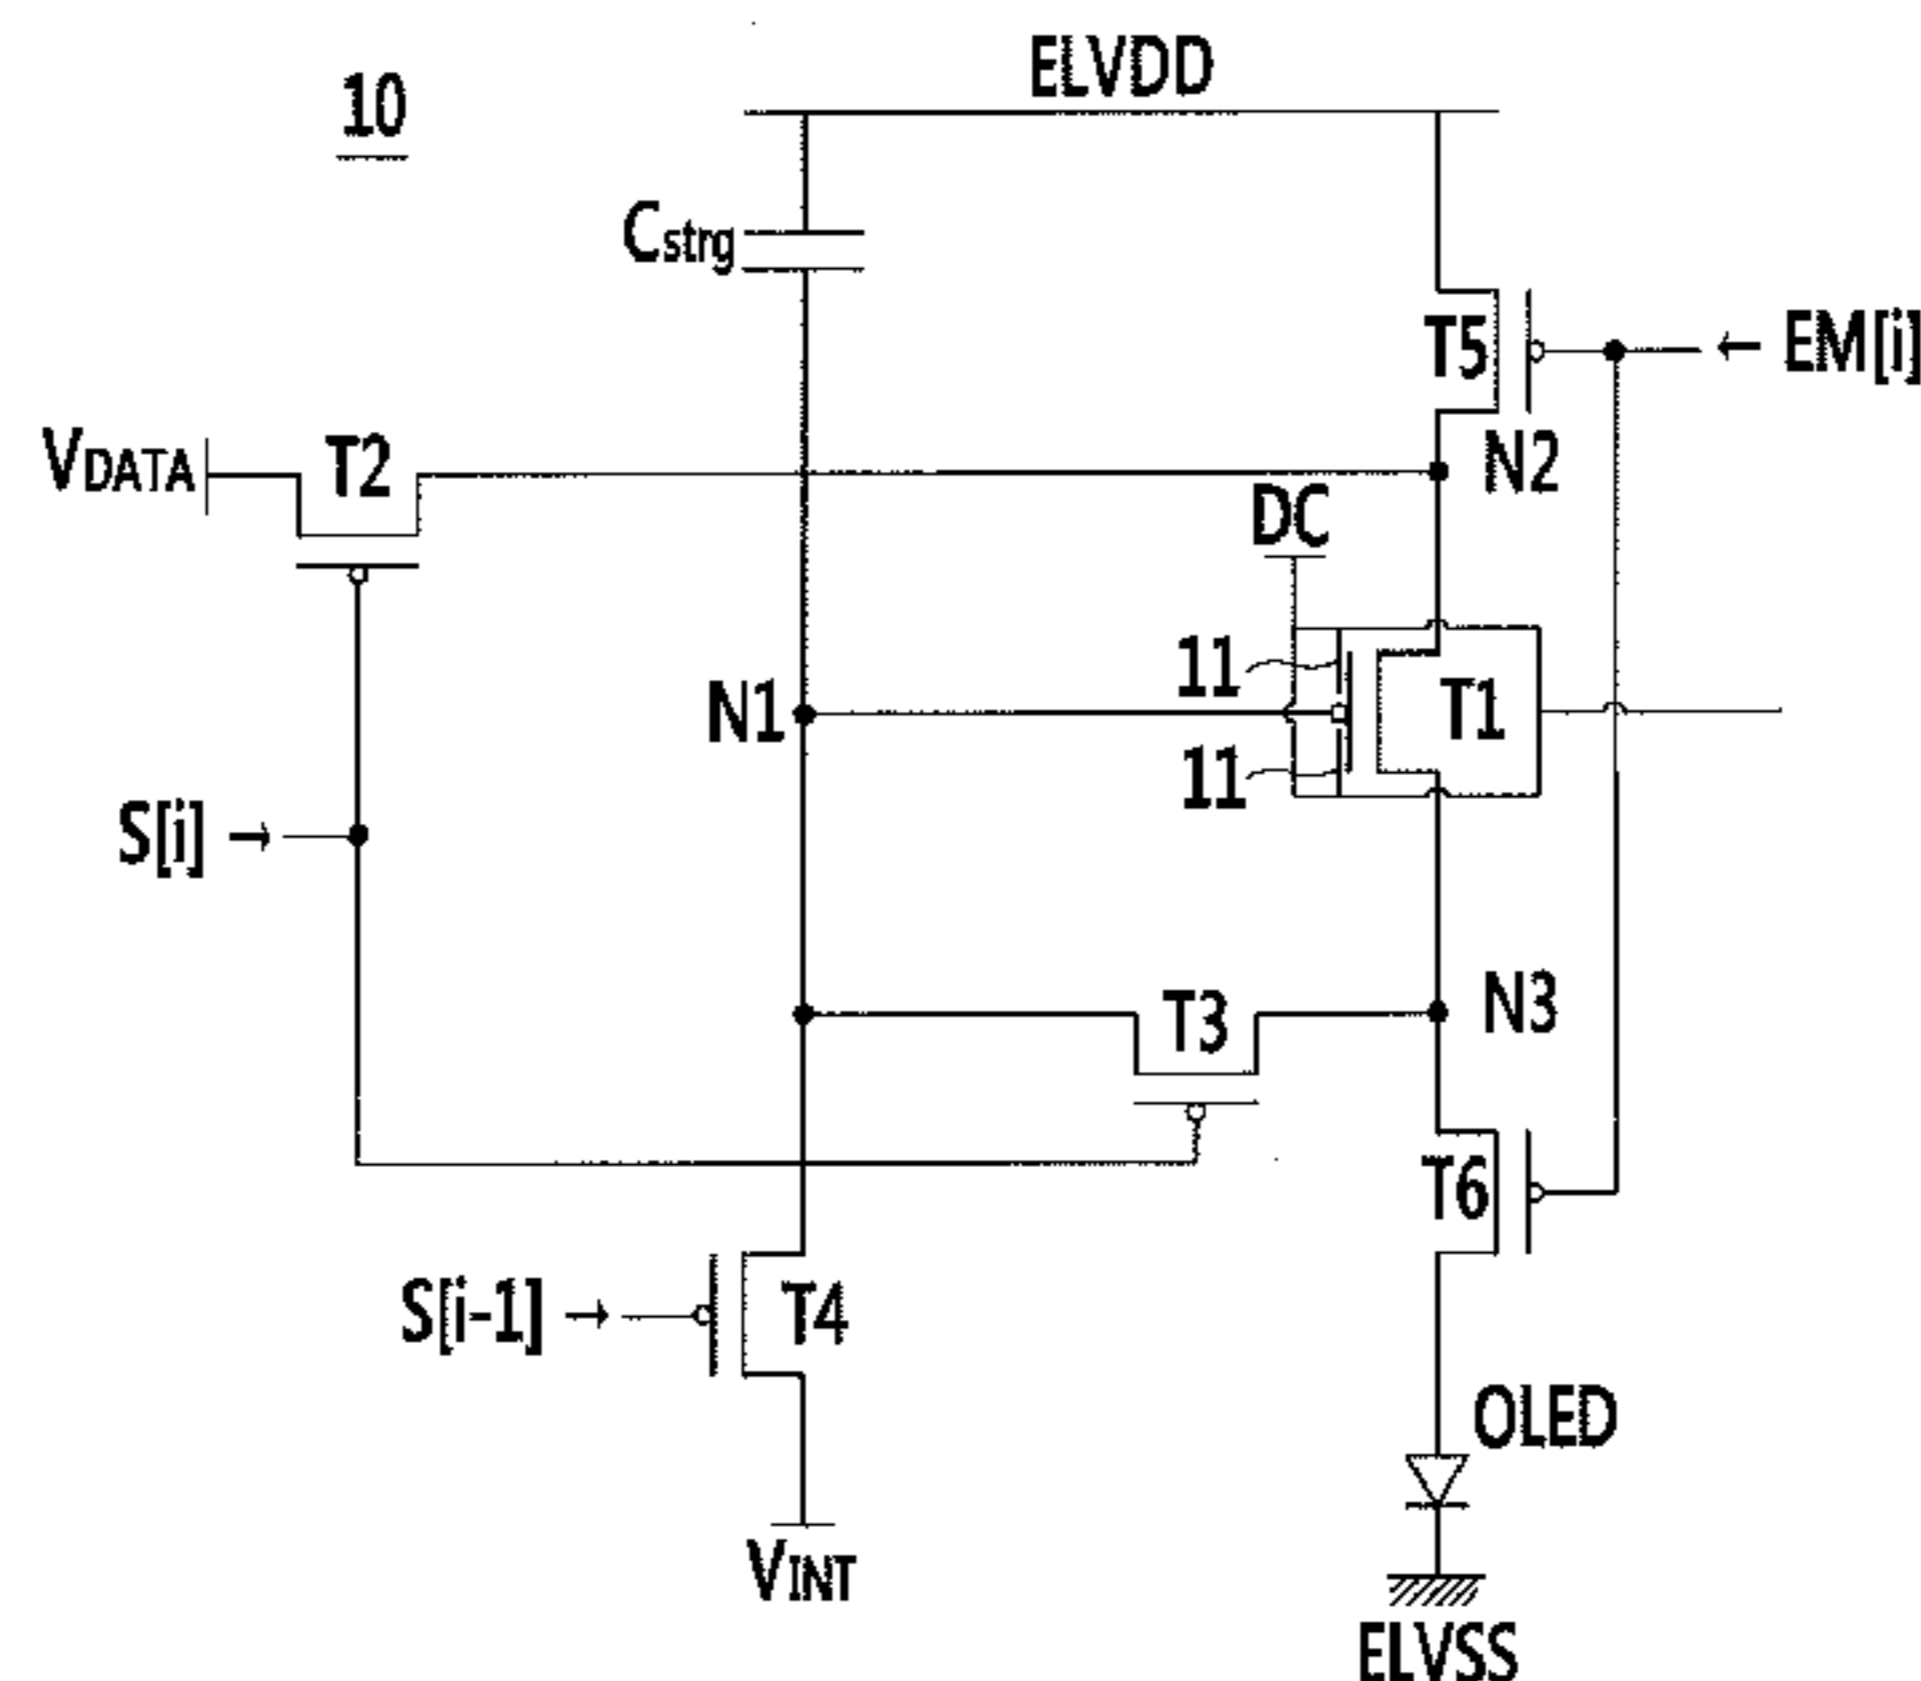 ELVDD
10
Cstrg
T5
EM[i]
VDATA
T2
N2
DC
11
N1
T1
11
S[i]
N3
T3
T6
S[i-1]
T4
OLED
VINT
ELVSS